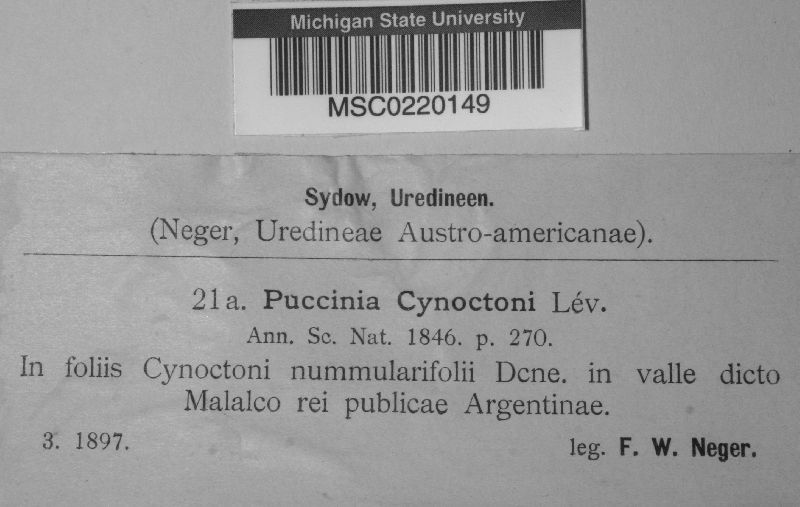 Michigan State University
MSC0220149
Sydow, Uredineen.
(Neger, Uredineae Austro-americanae).
21a. Puccinia Cynoctoni Lév.
Ann. Sc. Nat. 1846. p. 270.
In foliis Cynoctoni nummularifolii Dcne. in valle dicto
Malalco rei publicae Argentinae.
3. 1897. leg. F. W. Neger.